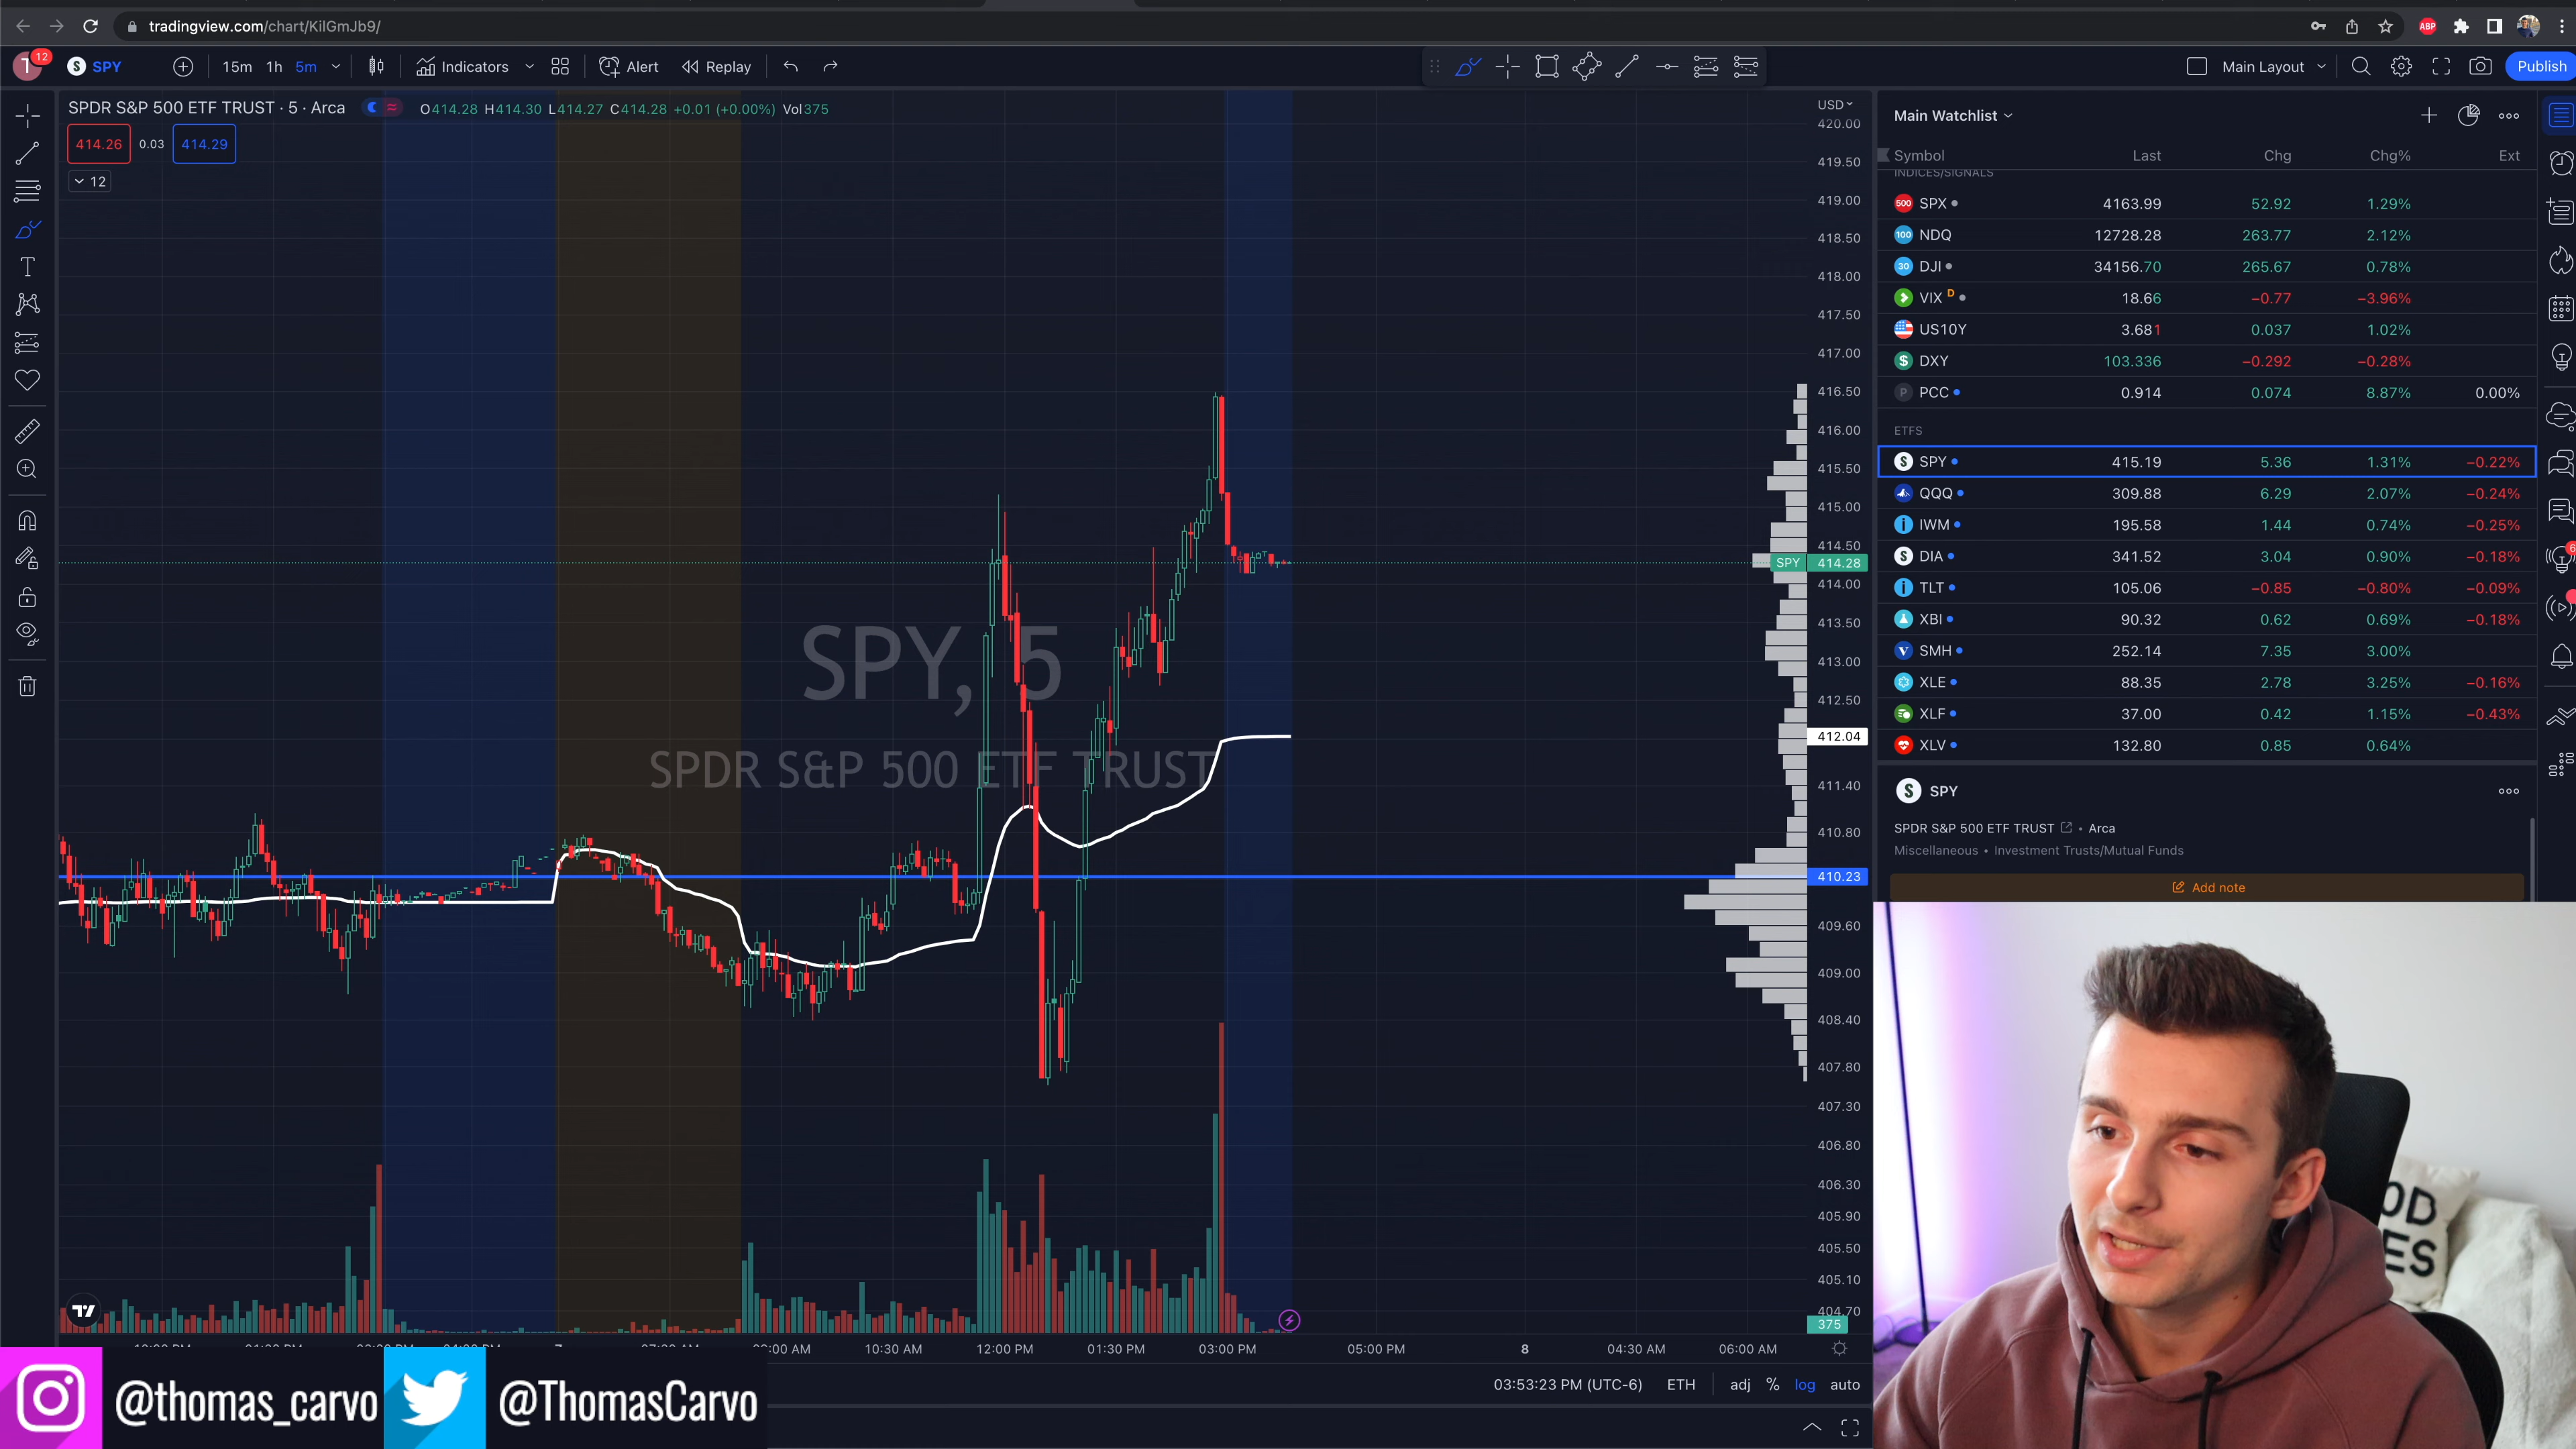 tradingview.com/chart/KilGmJb9/
T 12 SPY 15m 1h 5m Indicators Alert Replay Main Layout Publish
SPDR S&P 500 ETF TRUST · 5 · Arca O414.28 H414.30 L414.27 C414.28 +0.01 (+0.00%) Vol375
414.26 0.03 414.29
12
SPY, 5
SPDR S&P 500 ETF TRUST
USD
420.00
419.50
419.00
418.50
418.00
417.50
417.00
416.50
416.00
415.50
415.00
414.50
SPY 414.28
414.00
413.50
413.00
412.50
412.04
411.40
410.80
410.23
409.60
409.00
408.40
407.80
407.30
406.80
406.30
405.90
405.50
405.10
404.70
375
10:30 AM 12:00 PM 01:30 PM 03:00 PM 05:00 PM 8 04:30 AM 06:00 AM
03:53:23 PM (UTC-6) ETH adj % log auto
Main Watchlist
Symbol Last Chg Chg% Ext
INDICES/SIGNALS
500 SPX 4163.99 52.92 1.29%
100 NDQ 12728.28 263.77 2.12%
30 DJI 34156.70 265.67 0.78%
VIX D 18.66 −0.77 −3.96%
US10Y 3.681 0.037 1.02%
$ DXY 103.336 −0.292 −0.28%
P PCC 0.914 0.074 8.87% 0.00%
ETFS
S SPY 415.19 5.36 1.31% −0.22%
QQQ 309.88 6.29 2.07% −0.24%
IWM 195.58 1.44 0.74% −0.25%
S DIA 341.52 3.04 0.90% −0.18%
TLT 105.06 −0.85 −0.80% −0.09%
XBI 90.32 0.62 0.69% −0.18%
V SMH 252.14 7.35 3.00%
XLE 88.35 2.78 3.25% −0.16%
XLF 37.00 0.42 1.15% −0.43%
XLV 132.80 0.85 0.64%
S SPY
SPDR S&P 500 ETF TRUST • Arca
Miscellaneous • Investment Trusts/Mutual Funds
Add note
@thomas_carvo @ThomasCarvo